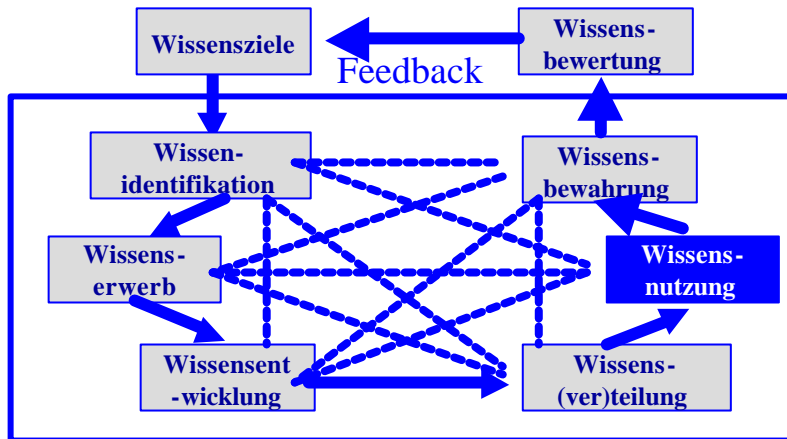 Wissensziele
Wissens-
bewertung
Feedback
Wissen-
identifikation
Wissens-
bewahrung
Wissens-
erwerb
Wissens-
nutzung
Wissensent
-wicklung
Wissens-
(ver)teilung